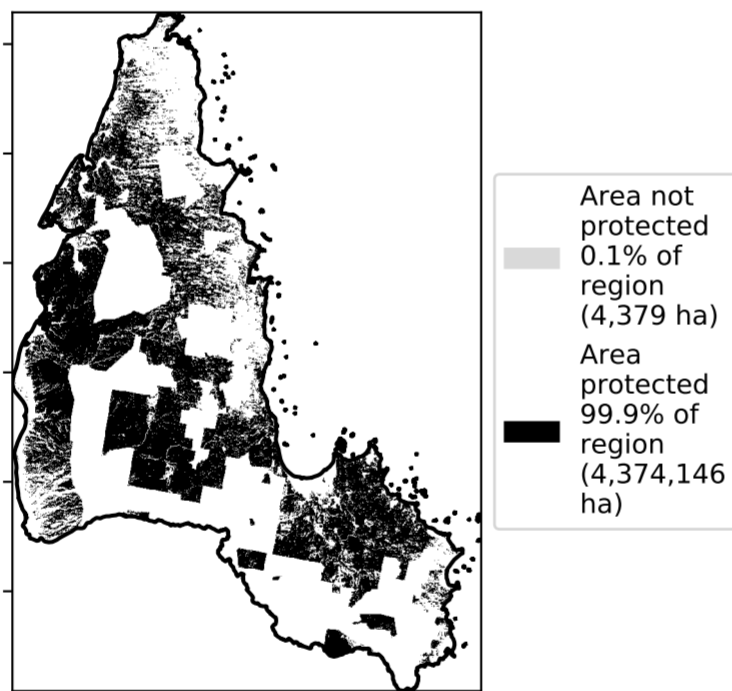 Area not
protected
0.1% of
region
(4,379 ha)
Area
protected
99.9% of
region
(4,374,146
ha)